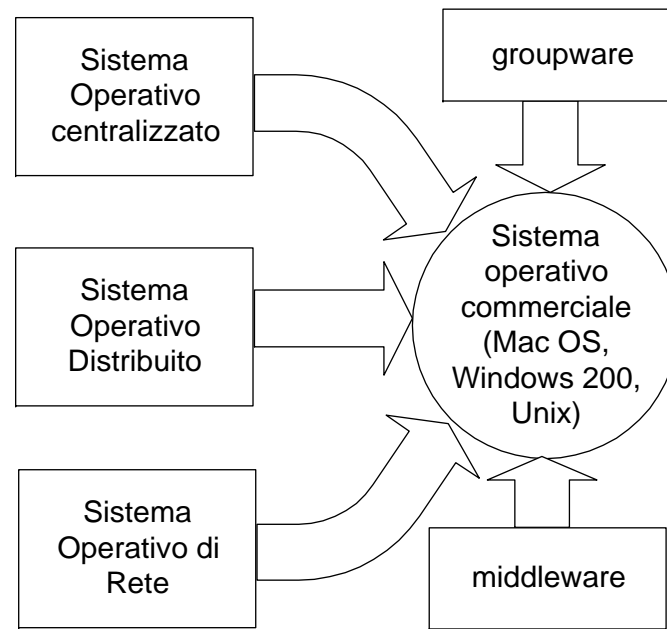 Sistema
Operativo
centralizzato
groupware
Sistema
Operativo
Distribuito
Sistema
operativo
commerciale
(Mac OS,
Windows 200,
Unix)
Sistema
Operativo di
Rete
middleware